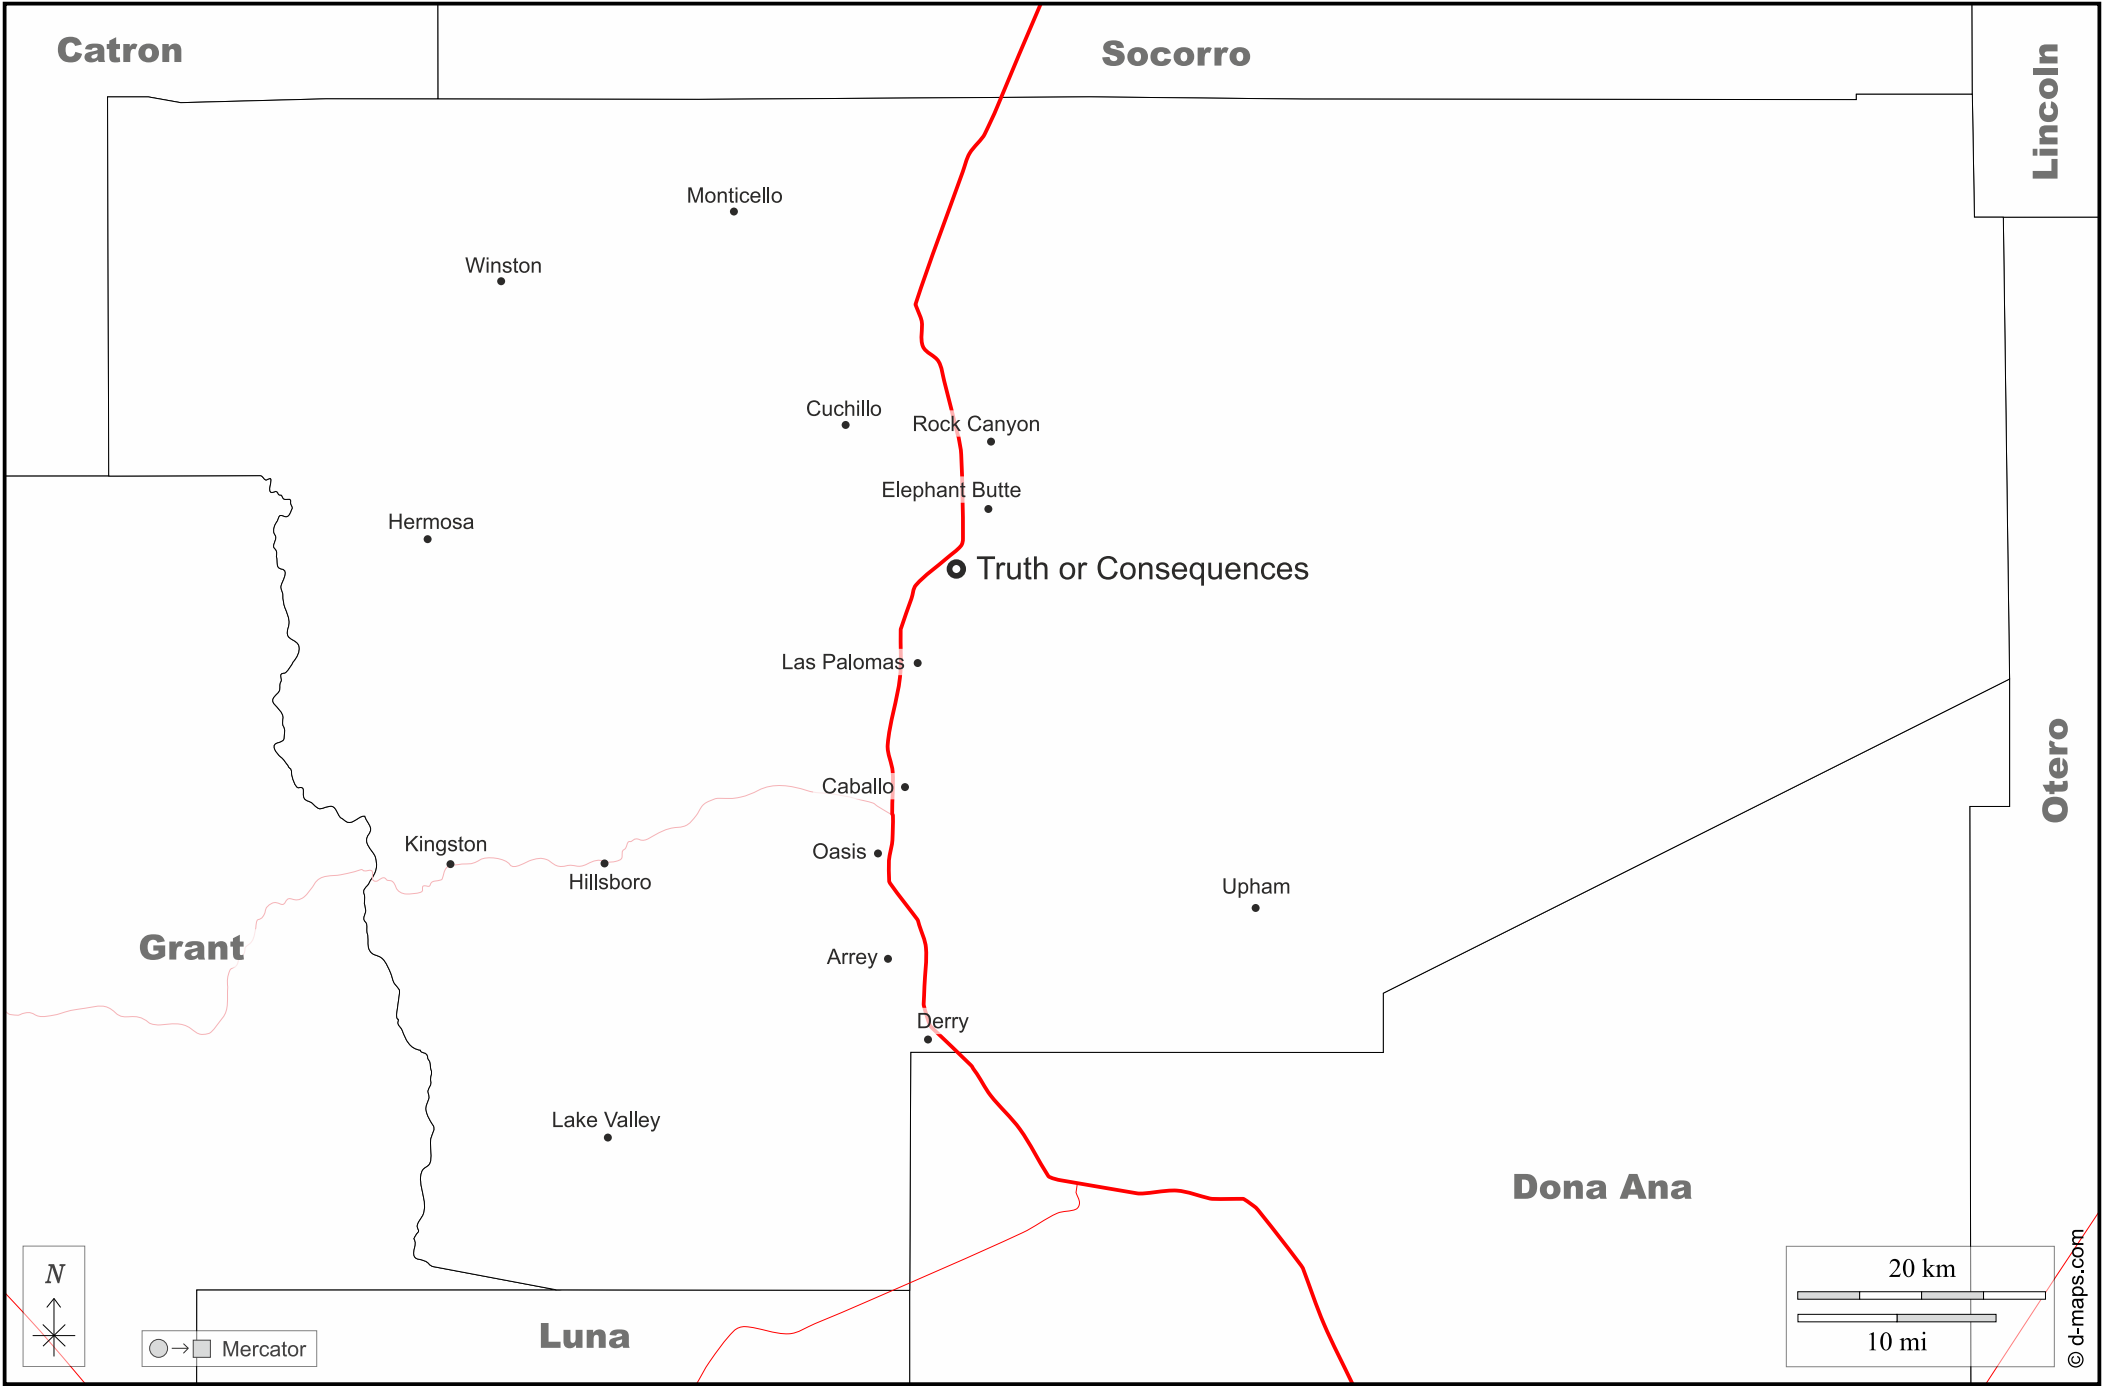 Catron
Socorro
Lincoln
Monticello
Winston
Cuchillo
Rock Canyon
Elephant Butte
Hermosa
Truth or Consequences
Las Palomas
Otero
Caballo
Kingston
Oasis
Hillsboro
Upham
Grant
Arrey
Derry
Lake Valley
Dona Ana
N
20 km
10 mi
© d-maps.com
Luna
Mercator